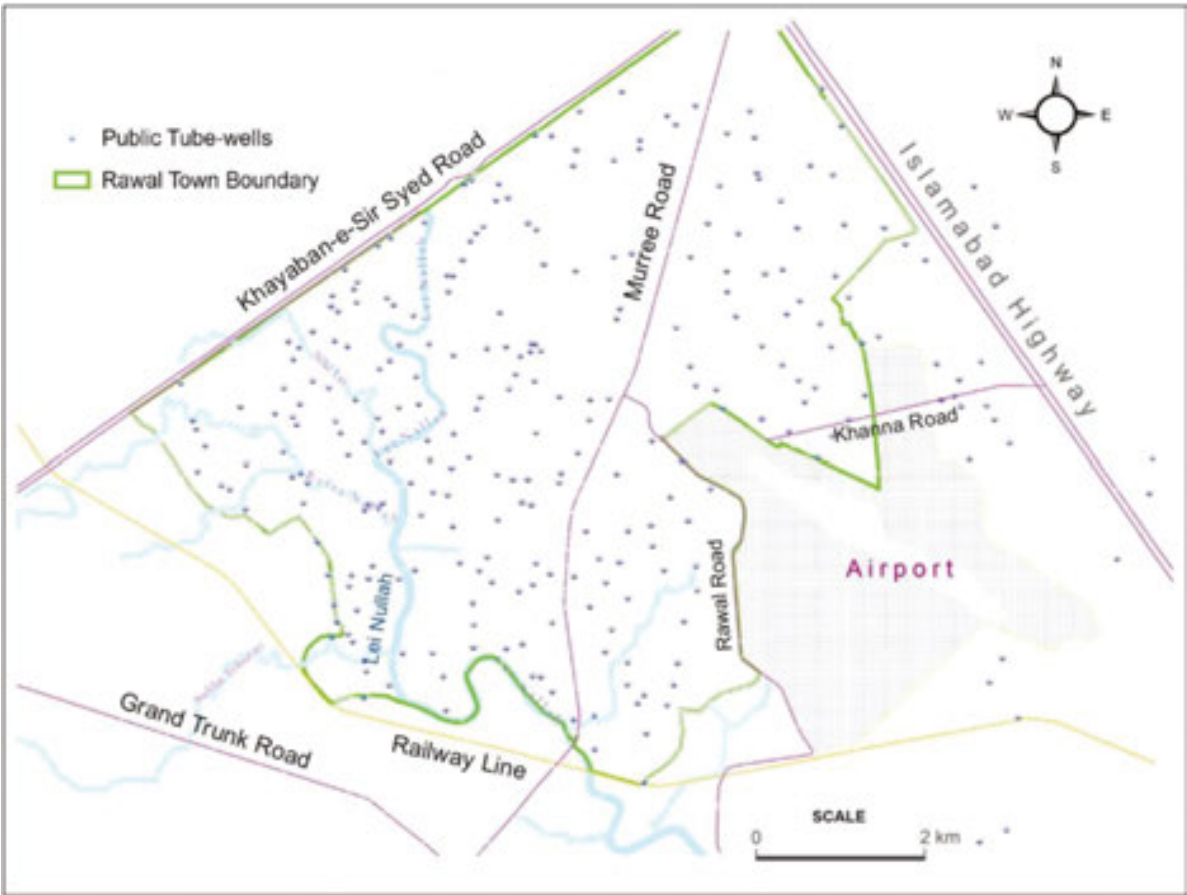 N
W E
S
Public Tube-wells
Rawal Town Boundary
Khayaban-e-Sir Syed Road
Murree Road
Islamabad Highway
Khanna Road
Airport
Rawal Road
Lei Nullah
Grand Trunk Road
Railway Line
SCALE
0 2 km